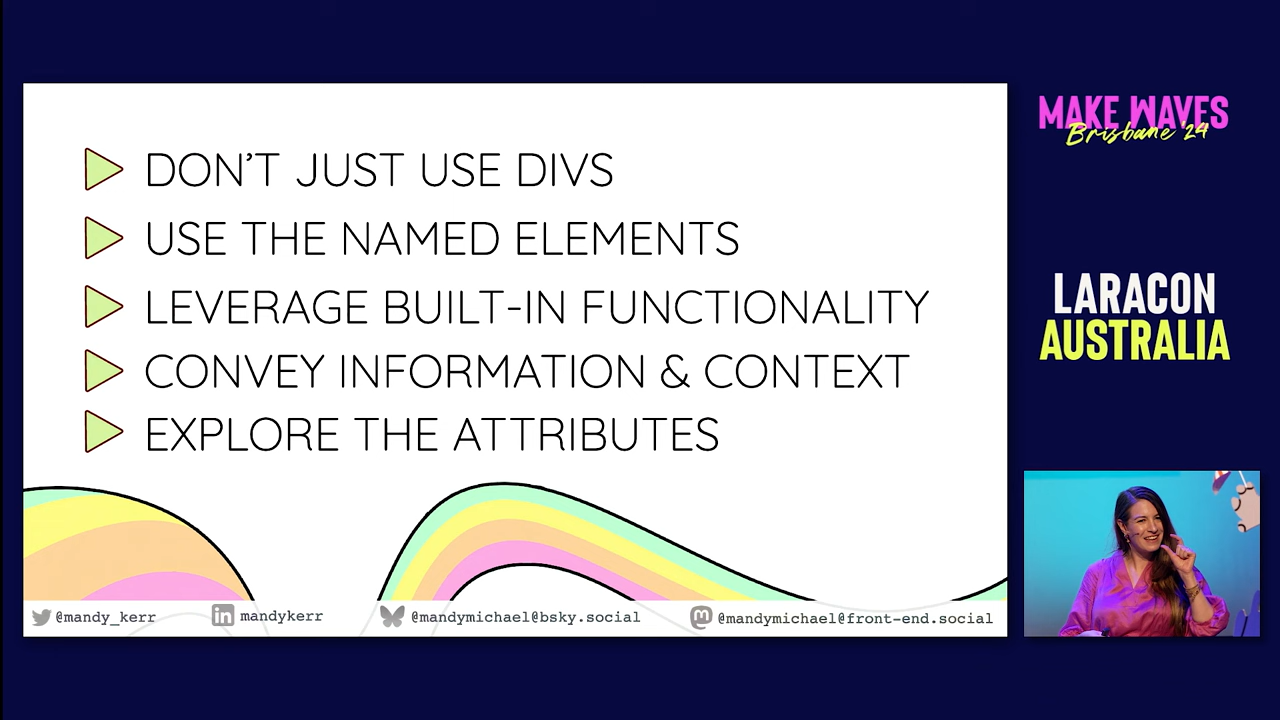 DON'T JUST USE DIVS
USE THE NAMED ELEMENTS
LEVERAGE BUILT-IN FUNCTIONALITY
CONVEY INFORMATION & CONTEXT
EXPLORE THE ATTRIBUTES
@mandy_kerr
mandykerr
@mandymichael@bsky.social
@mandymichael@front-end.social
MAKE WAVES
Brisbane '24
LARACON
AUSTRALIA